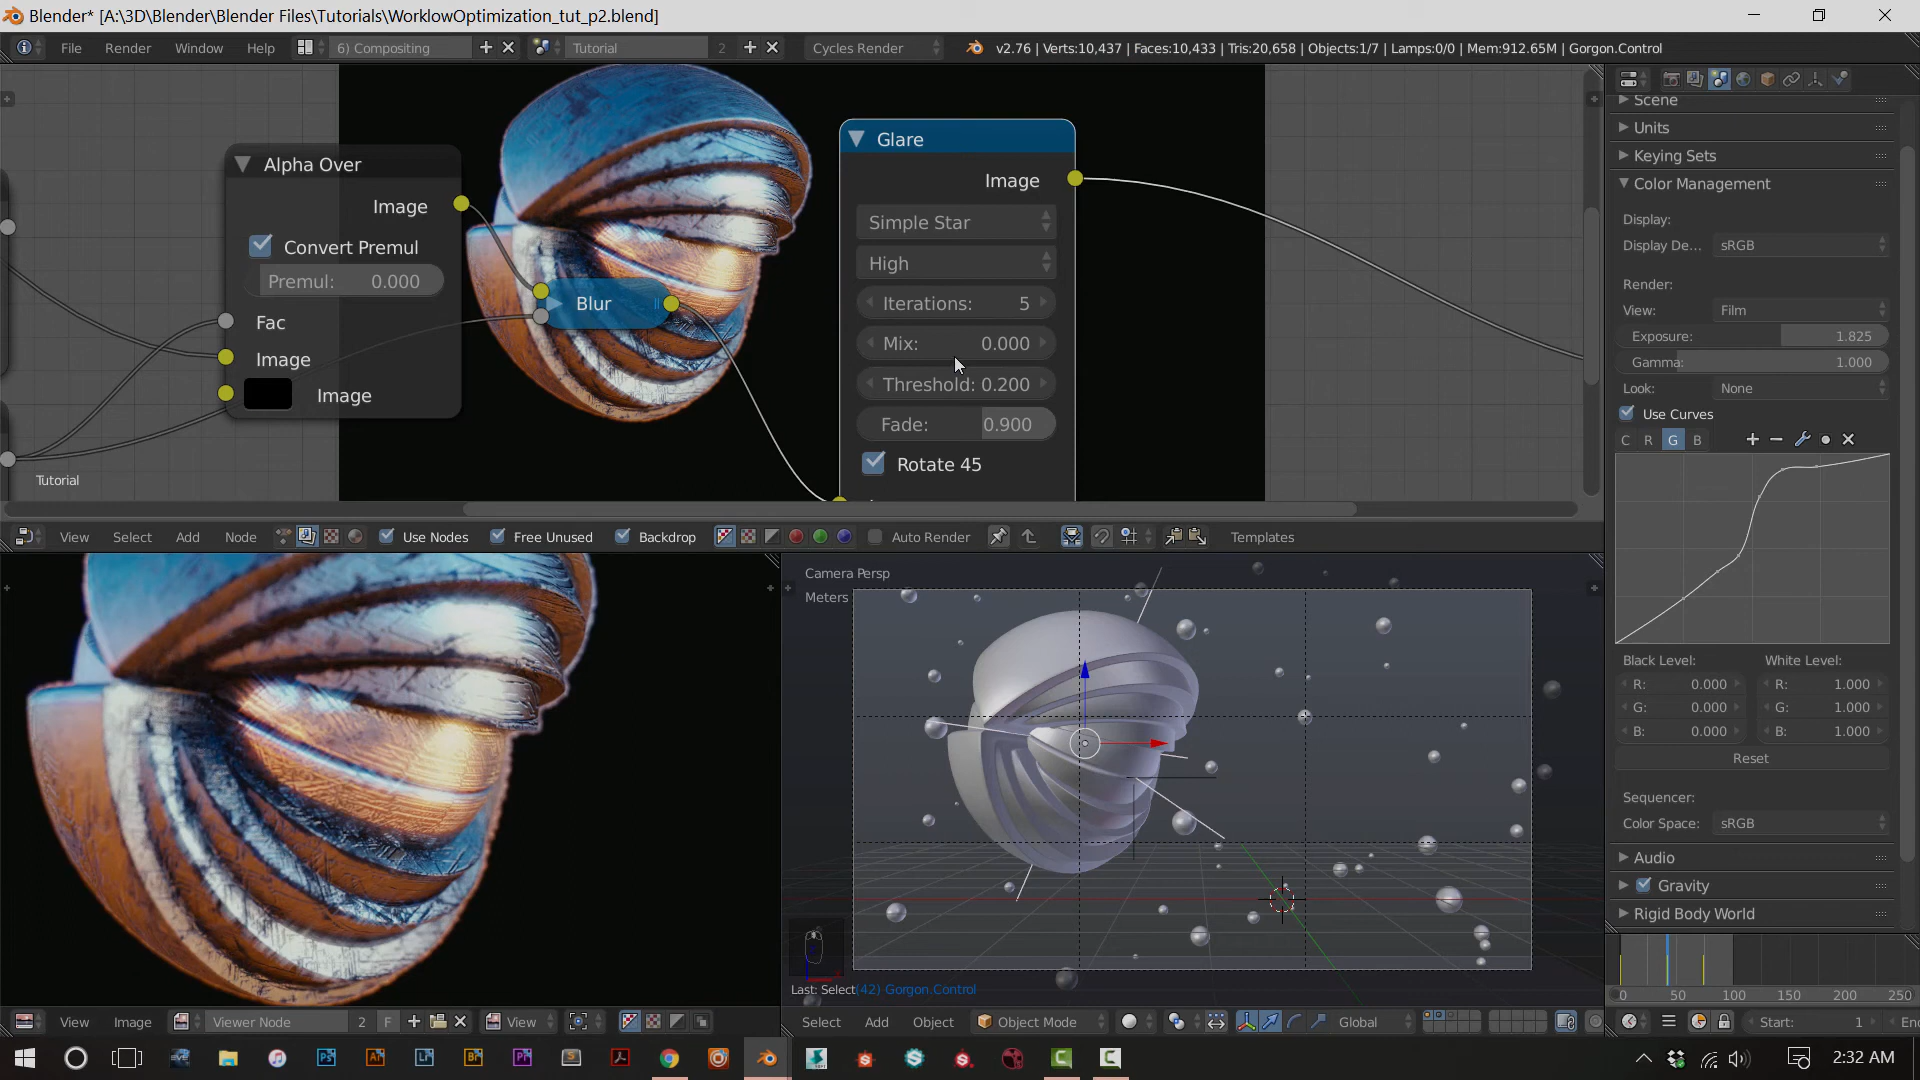 Blender* [A:\3D\Blender\Blender Files\Tutorials\WorklowOptimization_tut_p2.blend]
File Render Window Help 6) Compositing Tutorial 2 Cycles Render v2.76 | Verts:10,437 | Faces:10,433 | Tris:20,658 | Objects:1/7 | Lamps:0/0 | Mem:912.65M | Gorgon.Control
Alpha Over
Image
Convert Premul
Premul: 0.000
Fac
Image
Image
Tutorial
Blur
Glare
Image
Simple Star
High
Iterations: 5
Mix: 0.000
Threshold: 0.200
Fade: 0.900
Rotate 45
View Select Add Node Use Nodes Free Unused Backdrop Auto Render Templates
Scene
Units
Keying Sets
Color Management
Display:
Display De... sRGB
Render:
View: Film
Exposure: 1.825
Gamma: 1.000
Look: None
Use Curves
C R G B
Black Level: White Level:
R: 0.000 R: 1.000
G: 0.000 G: 1.000
B: 0.000 B: 1.000
Reset
Sequencer:
Color Space: sRGB
Audio
Gravity
Rigid Body World
0 50 100 150 200 250
Start: 1 End
Camera Persp
Meters
Last: Select
(42) Gorgon.Control
View Image Viewer Node 2 F View
Select Add Object Object Mode Global
Ps Ai Lr Br Pr S
2:32 AM